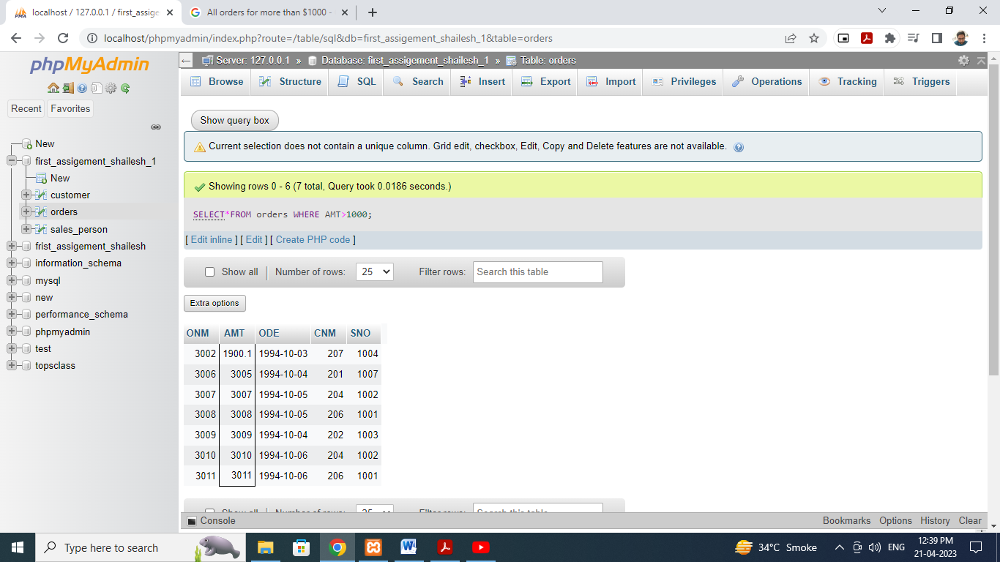 localhost / 127.0.0.1 / first_assige
All orders for more than $1000 -
localhost/phpmyadmin/index.php?route=/table/sql&db=first_assigement_shailesh_1&table=orders
phpMyAdmin
Recent Favorites
New
first_assigement_shailesh_1
New
customer
orders
sales_person
frist_assigement_shailesh
information_schema
mysql
new
performance_schema
phpmyadmin
test
topsclass
Server: 127.0.0.1 » Database: first_assigement_shailesh_1 » Table: orders
Browse Structure SQL Search Insert Export Import Privileges Operations Tracking Triggers
Show query box
Current selection does not contain a unique column. Grid edit, checkbox, Edit, Copy and Delete features are not available.
Showing rows 0 - 6 (7 total, Query took 0.0186 seconds.)
SELECT*FROM orders WHERE AMT>1000;
[ Edit inline ] [ Edit ] [ Create PHP code ]
Show all Number of rows: 25 Filter rows: Search this table
Extra options
ONM AMT ODE CNM SNO
3002 1900.1 1994-10-03 207 1004
3006 3005 1994-10-04 201 1007
3007 3007 1994-10-05 204 1002
3008 3008 1994-10-05 206 1001
3009 3009 1994-10-04 202 1003
3010 3010 1994-10-06 204 1002
3011 3011 1994-10-06 206 1001
Show all Number of rows: 25 Filter rows: Search this table
Console Bookmarks Options History Clear
Type here to search
34°C Smoke
ENG
12:39 PM
21-04-2023